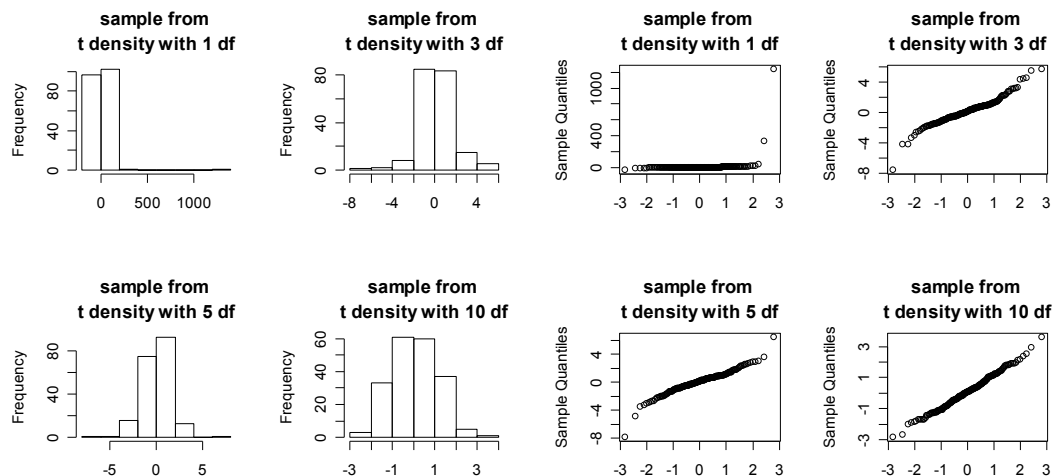 sample from
t density with 1 df
Frequency
0 40 80
0 500 1000
sample from
t density with 3 df
Frequency
0 40 80
-8 -4 0 4
sample from
t density with 1 df
Sample Quantiles
0 400 1000
-3 -2 -1 0 1 2 3
sample from
t density with 3 df
Sample Quantiles
-8 -4 0 4
-3 -2 -1 0 1 2 3
sample from
t density with 5 df
Frequency
0 40 80
-5 0 5
sample from
t density with 10 df
Frequency
0 20 40 60
-3 -1 1 3
sample from
t density with 5 df
Sample Quantiles
-8 -4 0 4
-3 -2 -1 0 1 2 3
sample from
t density with 10 df
Sample Quantiles
-3 -1 1 3
-3 -2 -1 0 1 2 3